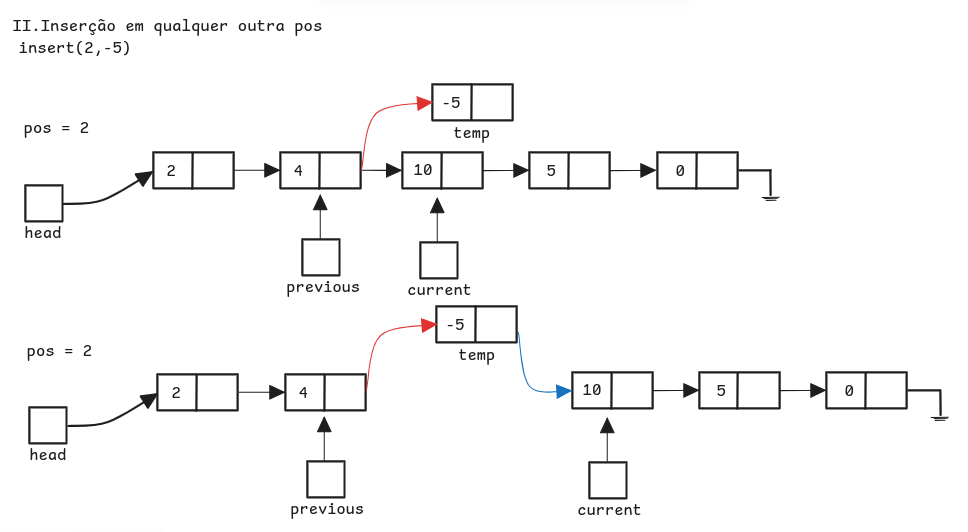 II.Inserção em qualquer outra pos
insert(2,-5)
-5
temp
pos = 2
2 4 10 5 0
head
previous
current
-5
temp
pos = 2
2 4 10 5 0
head
previous
current